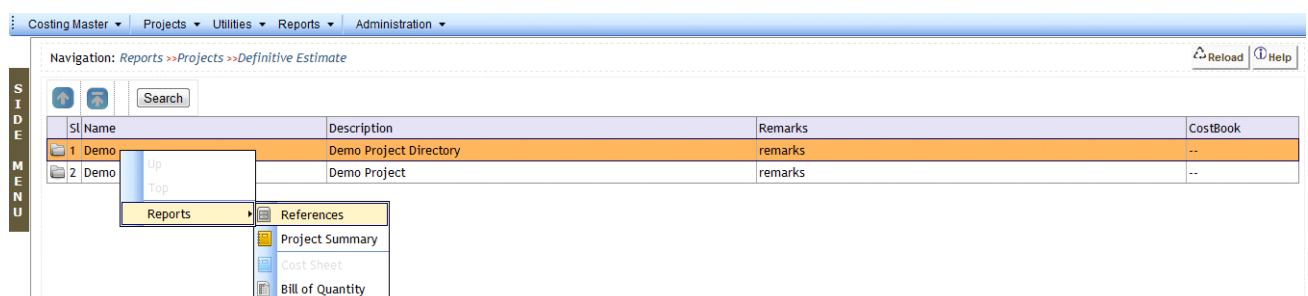 Costing Master Projects Utilities Reports Administration
Navigation: Reports >>Projects >>Definitive Estimate
Reload Help
SIDE MENU
Search
Sl Name Description Remarks CostBook
1 Demo Demo Project Directory remarks --
2 Demo Demo Project remarks --
Up
Top
Reports
References
Project Summary
Cost Sheet
Bill of Quantity